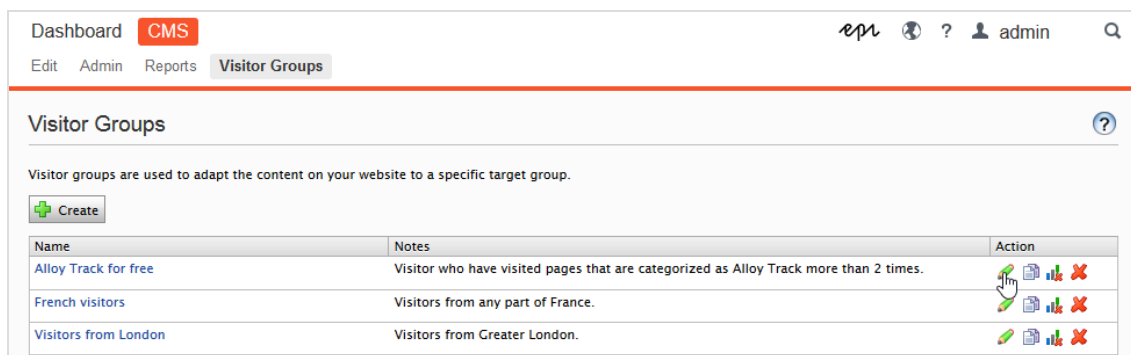 Dashboard CMS epi ? admin
Edit Admin Reports Visitor Groups
Visitor Groups ?
Visitor groups are used to adapt the content on your website to a specific target group.
Create
Name Notes Action
Alloy Track for free Visitor who have visited pages that are categorized as Alloy Track more than 2 times.
French visitors Visitors from any part of France.
Visitors from London Visitors from Greater London.